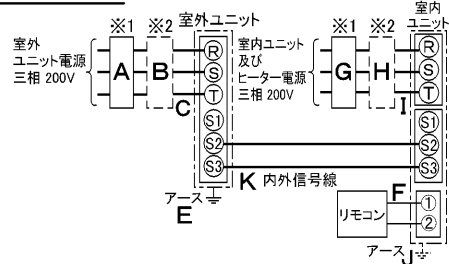 ※1
※2
室外ユニット
室外
ユニット電源
三相 200V
A
B
C
R
S
T
S1
S2
S3
アース
E
K 内外信号線
※1
※2
室内
ユニット
室内ユニット
及び
ヒーター電源
三相 200V
G
H
I
R
S
T
S1
S2
S3
F
リモコン
①
②
アース
J